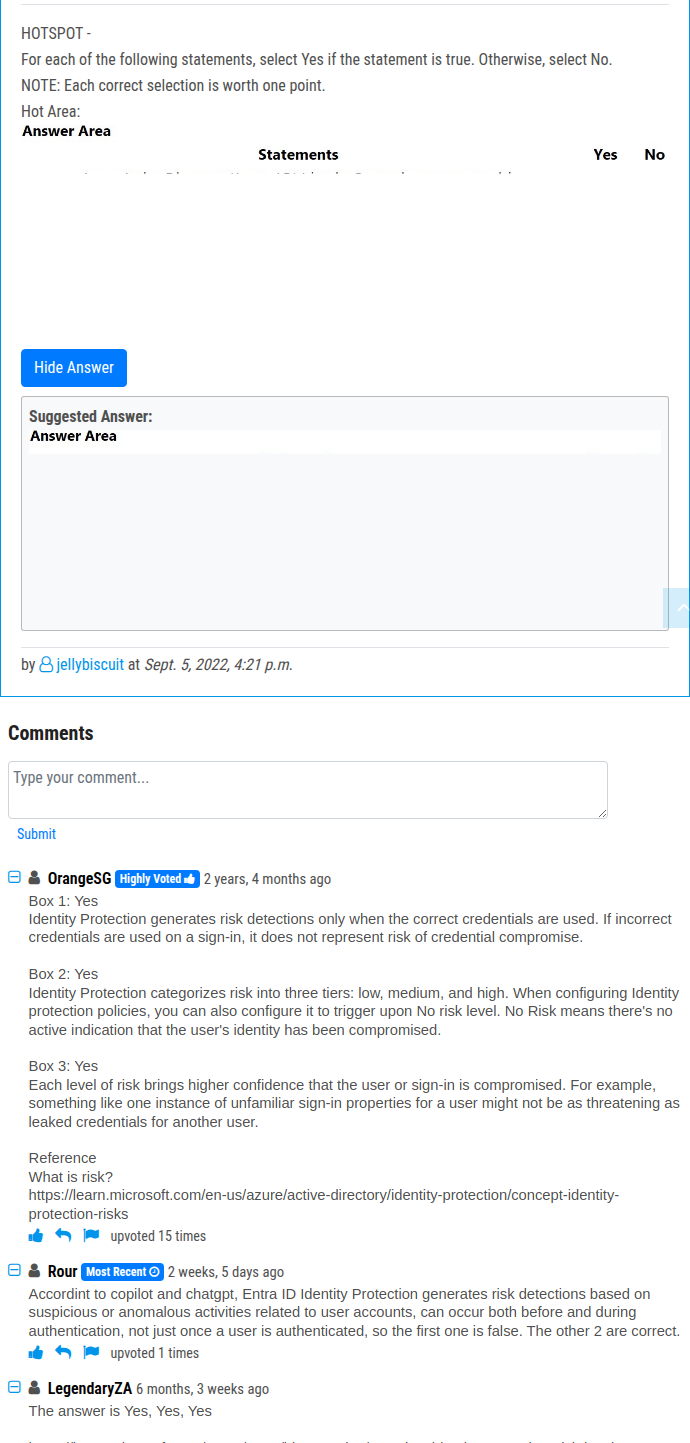 HOTSPOT -
For each of the following statements, select Yes if the statement is true. Otherwise, select No.
NOTE: Each correct selection is worth one point.
Hot Area:
Answer Area
Statements Yes No
Hide Answer
Suggested Answer:
Answer Area
by jellybiscuit at Sept. 5, 2022, 4:21 p.m.
Comments
Type your comment...
Submit
OrangeSG Highly Voted 2 years, 4 months ago
Box 1: Yes
Identity Protection generates risk detections only when the correct credentials are used. If incorrect
credentials are used on a sign-in, it does not represent risk of credential compromise.
Box 2: Yes
Identity Protection categorizes risk into three tiers: low, medium, and high. When configuring Identity
protection policies, you can also configure it to trigger upon No risk level. No Risk means there's no
active indication that the user's identity has been compromised.
Box 3: Yes
Each level of risk brings higher confidence that the user or sign-in is compromised. For example,
something like one instance of unfamiliar sign-in properties for a user might not be as threatening as
leaked credentials for another user.
Reference
What is risk?
https://learn.microsoft.com/en-us/azure/active-directory/identity-protection/concept-identity-
protection-risks
upvoted 15 times
Rour Most Recent 2 weeks, 5 days ago
Accordint to copilot and chatgpt, Entra ID Identity Protection generates risk detections based on
suspicious or anomalous activities related to user accounts, can occur both before and during
authentication, not just once a user is authenticated, so the first one is false. The other 2 are correct.
upvoted 1 times
LegendaryZA 6 months, 3 weeks ago
The answer is Yes, Yes, Yes